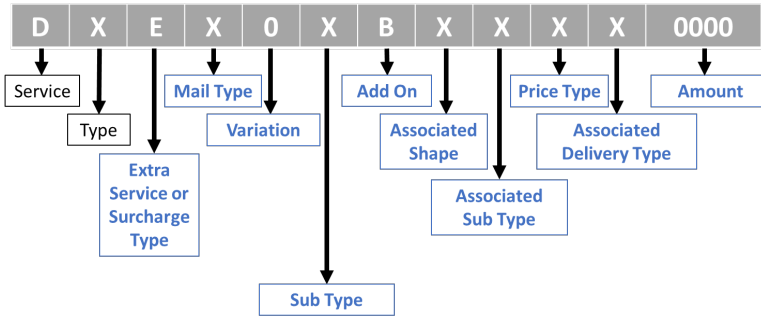 D X E X 0 X B X X X X 0000
Service
Mail Type
Add On
Price Type
Amount
Type
Variation
Associated
Shape
Associated
Delivery Type
Extra
Service or
Surcharge
Type
Associated
Sub Type
Sub Type